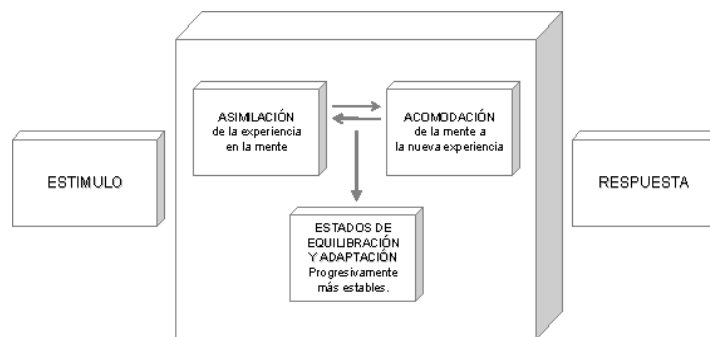 ESTIMULO
ASIMILACIÓN
de la experiencia
en la mente
ACOMODACIÓN
de la mente a
la nueva experiencia
ESTADOS DE
EQUILIBRACIÓN
Y ADAPTACIÓN
Progresivamente
más estables.
RESPUESTA